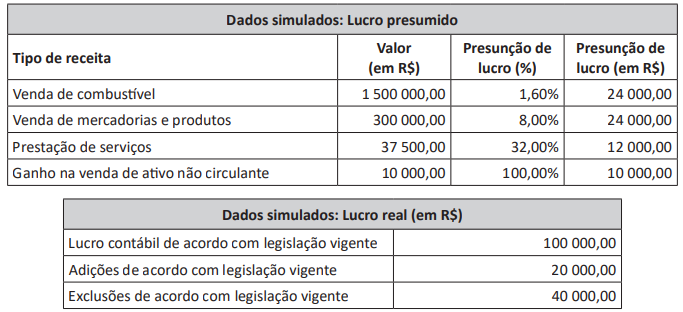 Dados simulados: Lucro presumido
Tipo de receita Valor (em R$) Presunção de lucro (%) Presunção de lucro (em R$)
Venda de combustível 1 500 000,00 1,60% 24 000,00
Venda de mercadorias e produtos 300 000,00 8,00% 24 000,00
Prestação de serviços 37 500,00 32,00% 12 000,00
Ganho na venda de ativo não circulante 10 000,00 100,00% 10 000,00
Dados simulados: Lucro real (em R$)
Lucro contábil de acordo com legislação vigente 100 000,00
Adições de acordo com legislação vigente 20 000,00
Exclusões de acordo com legislação vigente 40 000,00